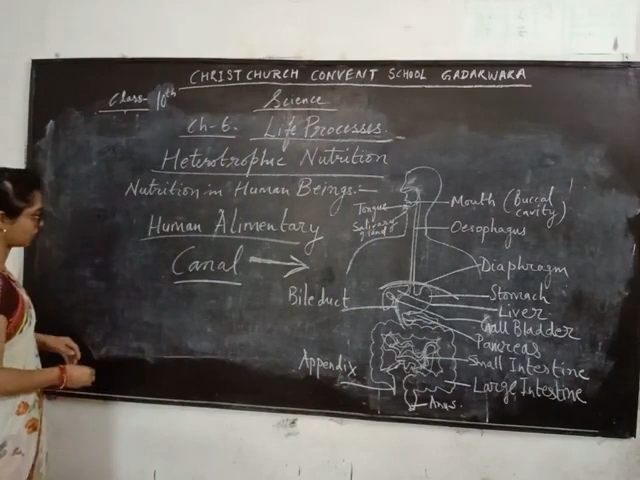 CHRIST CHURCH CONVENT SCHOOL GADARWARA
Class- 10th
Science
Ch-6. Life Processes.
Heterotrophic Nutrition
Nutrition in Human Beings.—
Human Alimentary
Canal
Tongue
Salivary
gland
Mouth (Buccal
cavity)
Oesophagus
Diaphragm
Bile duct
Stomach
Liver
Gall Bladder
Pancreas
Small Intestine
Appendix
Large Intestine
Anus.